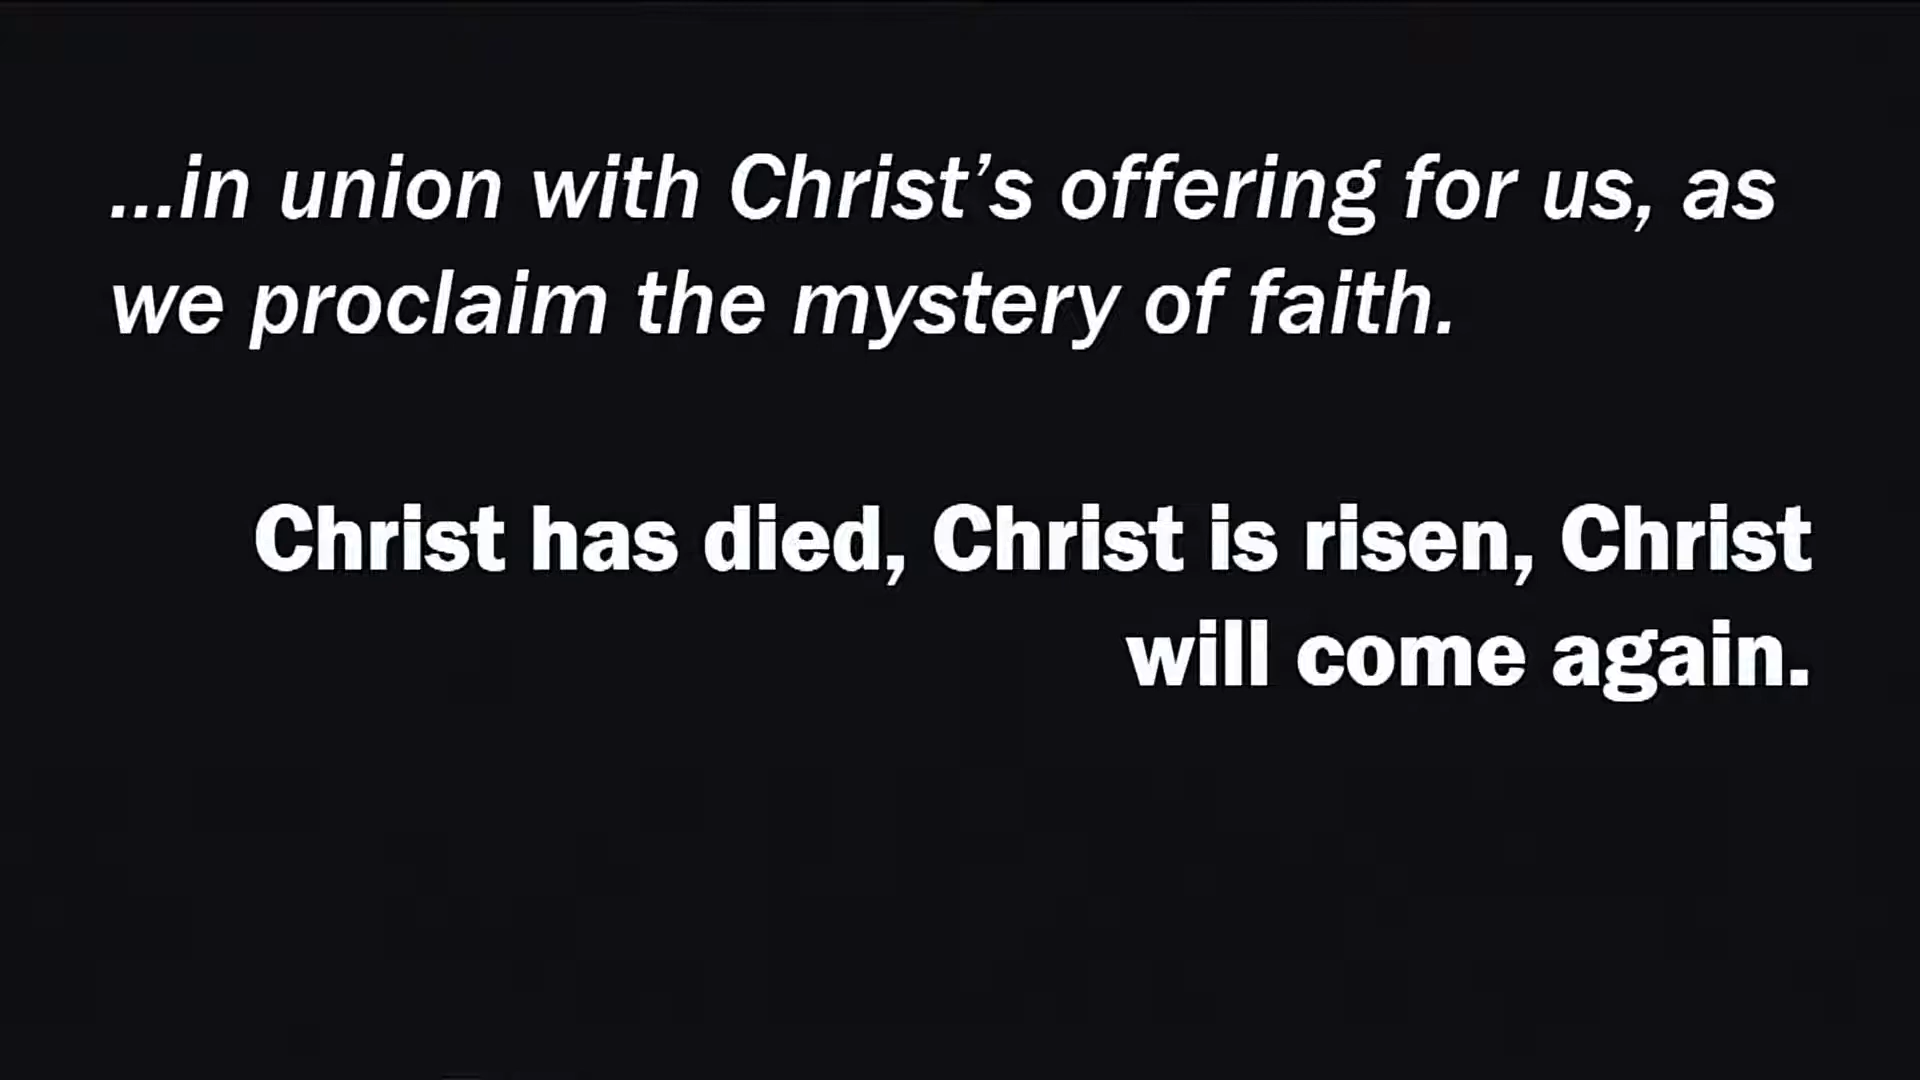 ...in union with Christ’s offering for us, as
we proclaim the mystery of faith.
Christ has died, Christ is risen, Christ
will come again.